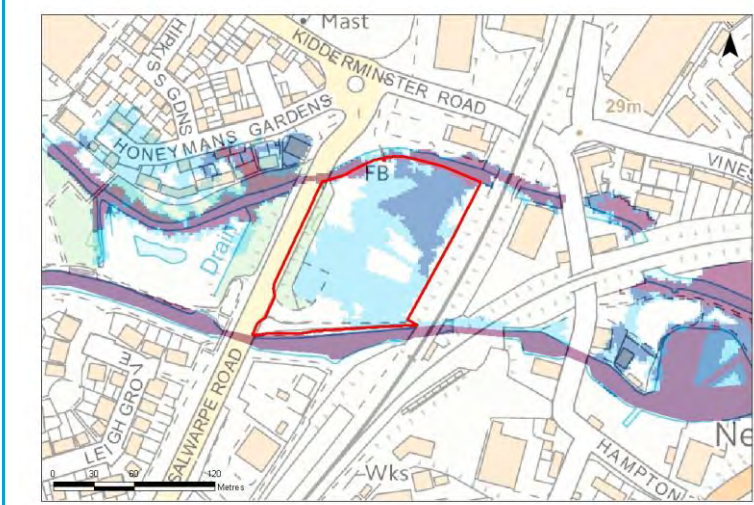 Mast
HIPKISS GDNS
KIDDERMINSTER ROAD
HONEYMANS GARDENS
29m
VINES
FB
Drain
SALWARPE ROAD
LEYGH GROVE
Ne
HAMPTON
Wks
0 30 60 120
Metres